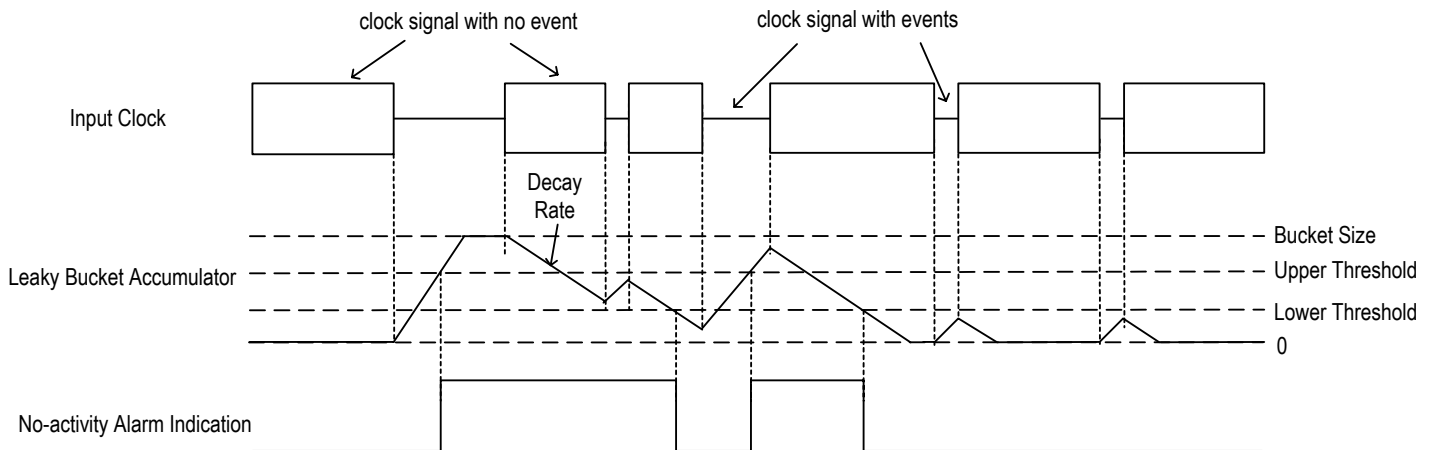 clock signal with no event
clock signal with events
Input Clock
Decay
Rate
Bucket Size
Leaky Bucket Accumulator
Upper Threshold
Lower Threshold
0
No-activity Alarm Indication